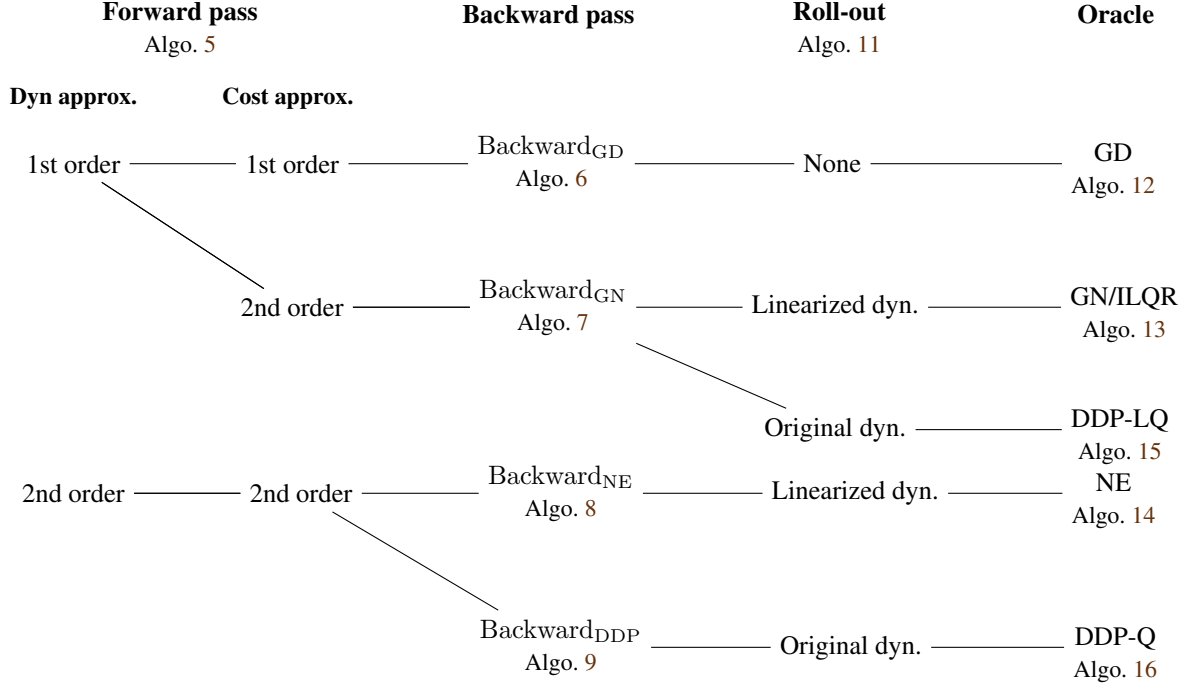 Forward pass Backward pass Roll-out Oracle
Algo. 5 Algo. 11
Dyn approx. Cost approx.
1st order 1st order Backward_GD None GD
Algo. 6 Algo. 12
2nd order Backward_GN Linearized dyn. GN/ILQR
Algo. 7 Algo. 13
Original dyn. DDP-LQ
Algo. 15
2nd order 2nd order Backward_NE Linearized dyn. NE
Algo. 8 Algo. 14
Backward_DDP Original dyn. DDP-Q
Algo. 9 Algo. 16